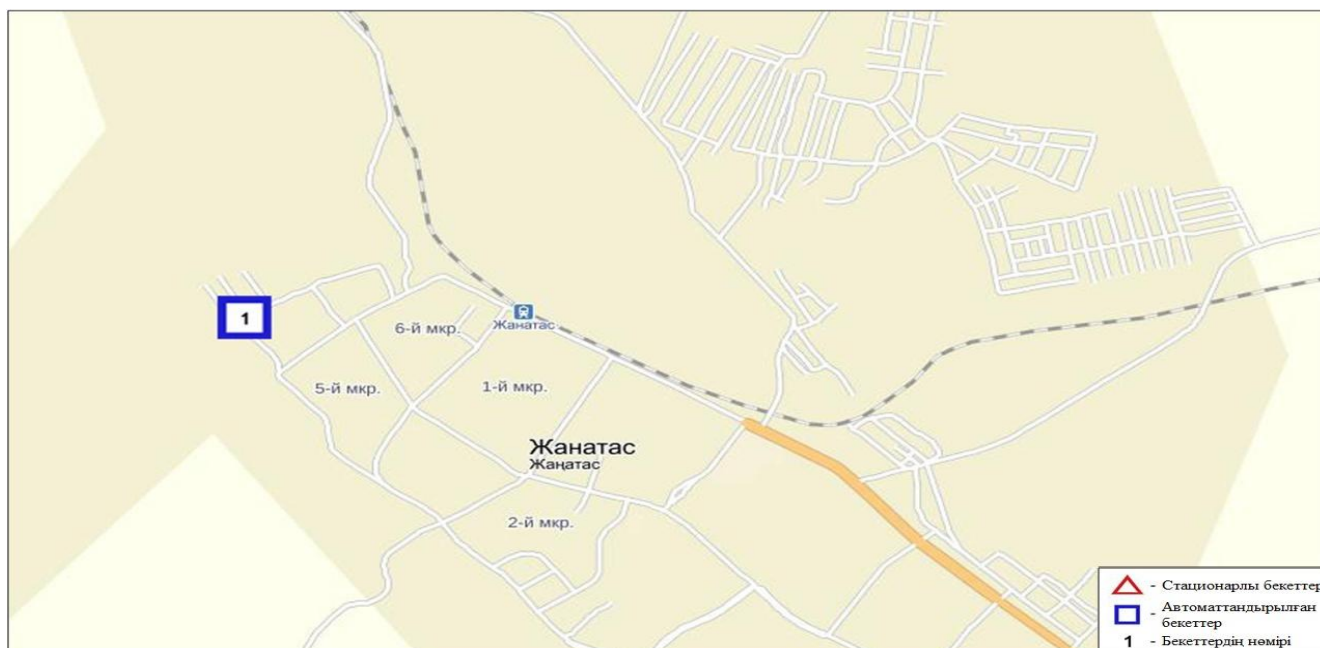 1
Жанатас
6-й мкр.
5-й мкр.
1-й мкр.
Жанатас
Жаңатас
2-й мкр.
- Стационарлы бекеттер
- Автоматтандырылған
бекеттер
1 - Бекеттердің нөмірі